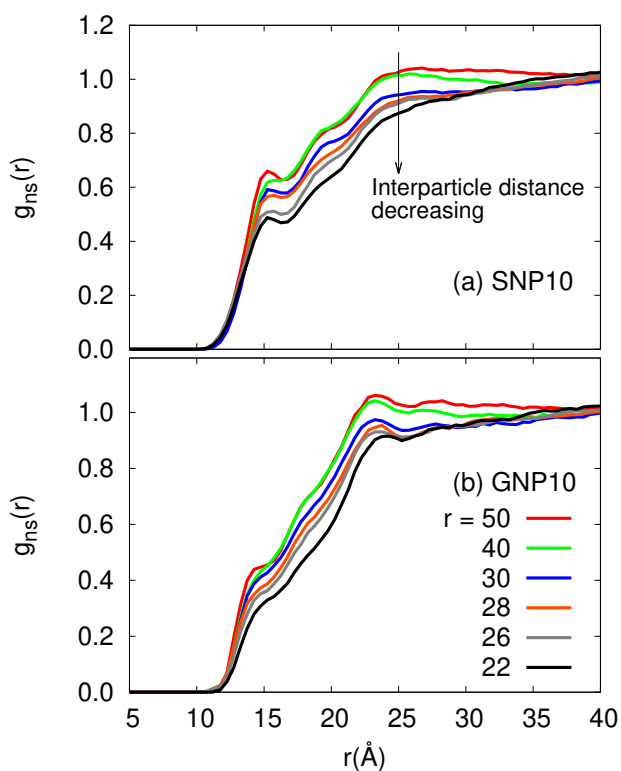 1.2
1.0
0.8
0.6
0.4
0.2
0.0
g_ns(r)
Interparticle distance
decreasing
(a) SNP10
1.0
0.8
0.6
0.4
0.2
0.0
g_ns(r)
(b) GNP10
r = 50
40
30
28
26
22
5 10 15 20 25 30 35 40
r(Å)